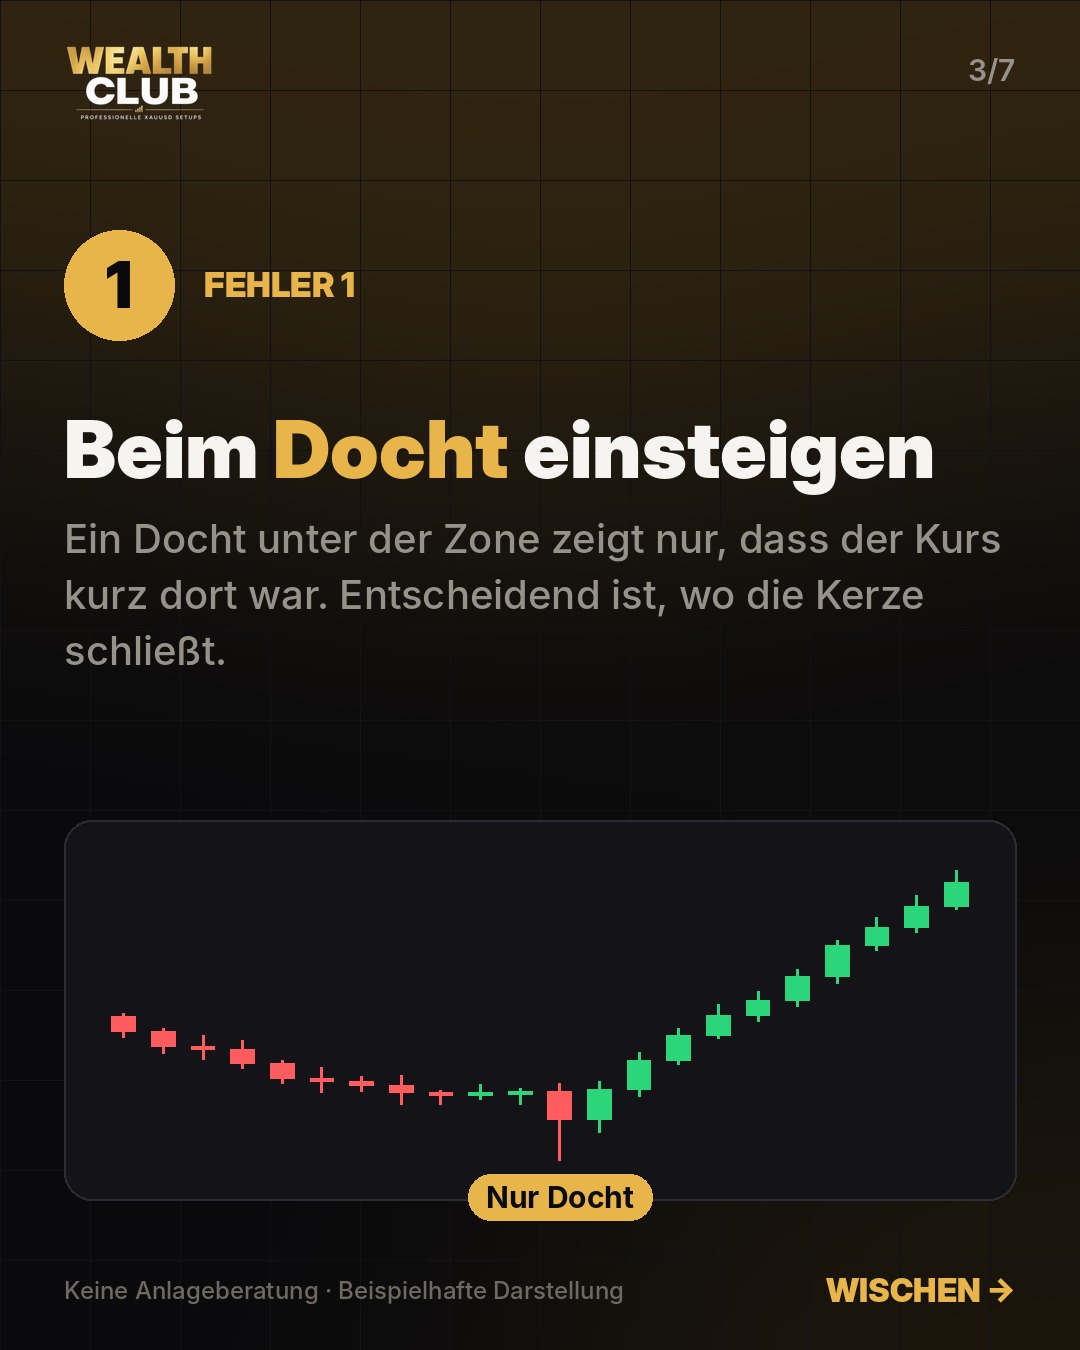 WEALTH
CLUB
PROFESSIONELLE XAUUSD SETUPS
3/7
1
FEHLER 1
Beim Docht einsteigen
Ein Docht unter der Zone zeigt nur, dass der Kurs
kurz dort war. Entscheidend ist, wo die Kerze
schließt.
Nur Docht
Keine Anlageberatung · Beispielhafte Darstellung
WISCHEN →